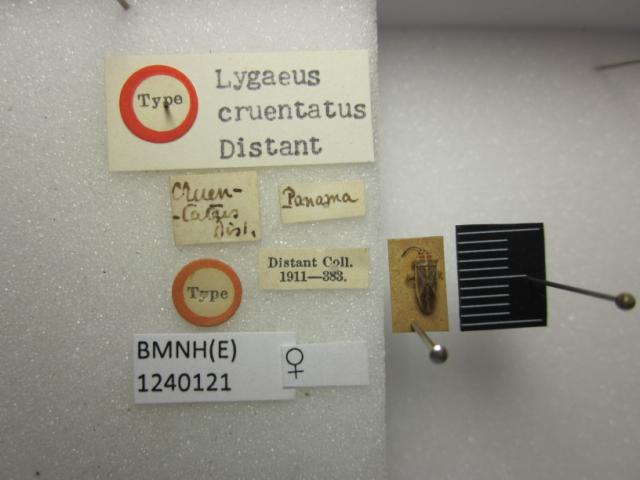 Type
Lygaeus
cruentatus
Distant
Cruen-
-tatus
Dist.
Panama
Distant Coll.
1911—383.
Type
BMNH(E)
1240121
♀